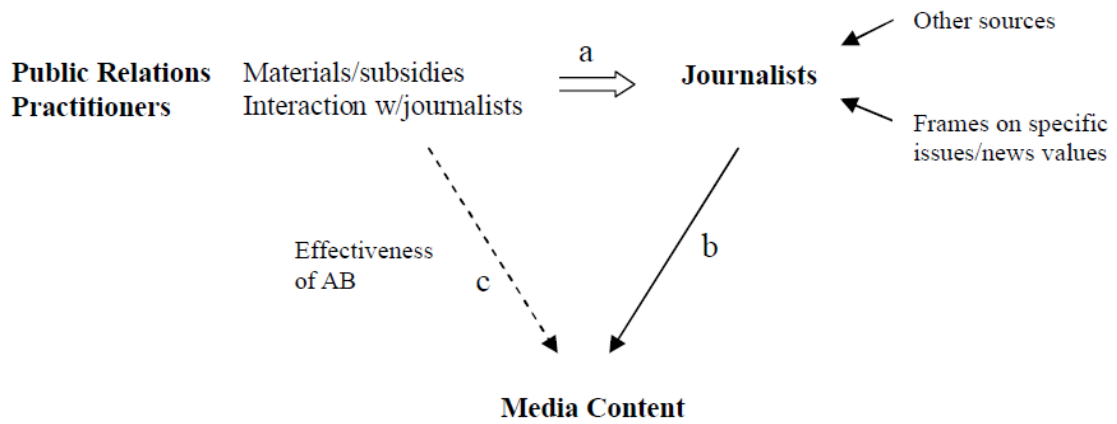 Other sources
a
Public Relations
Practitioners
Materials/subsidies
Interaction w/journalists
Journalists
Frames on specific
issues/news values
Effectiveness
of AB
c
b
Media Content